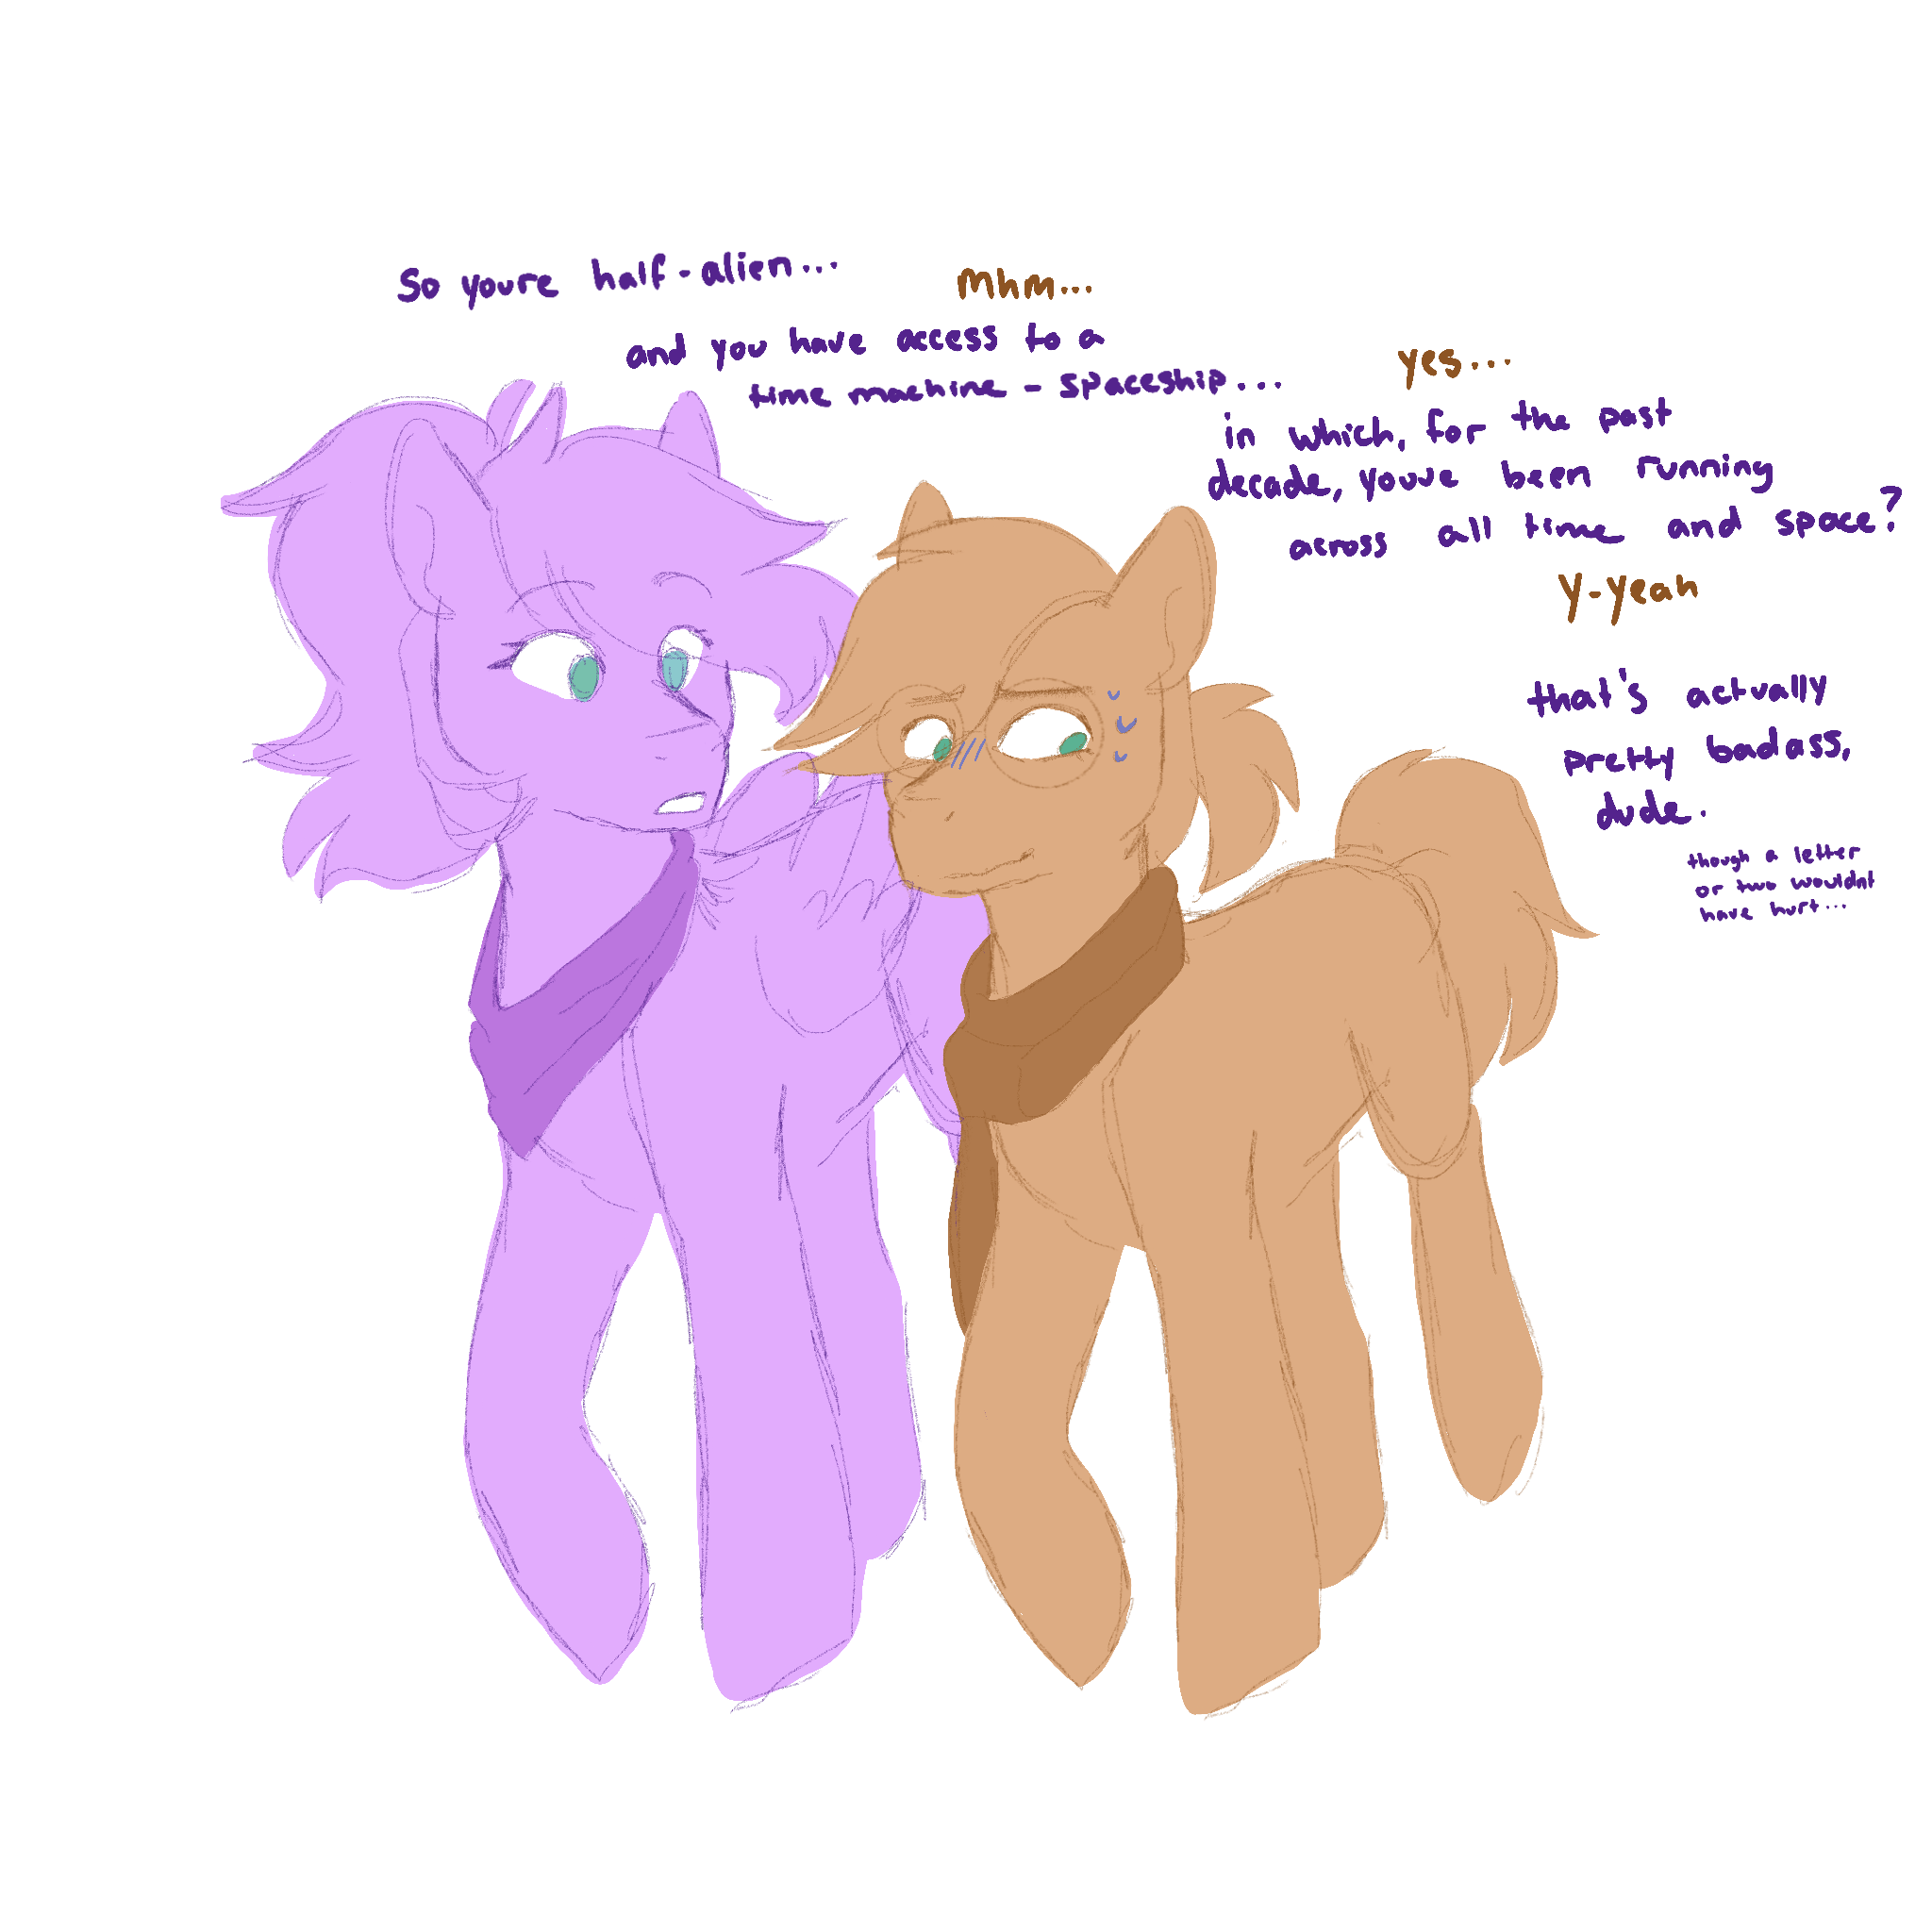 So youre half-alien...
Mhm...
and you have access to a
time machine - spaceship...
yes...
in which, for the past
decade, youve been running
across all time and space?
Y-yeah
that's actually
pretty badass,
dude.
though a letter
or two wouldnt
have hurt...